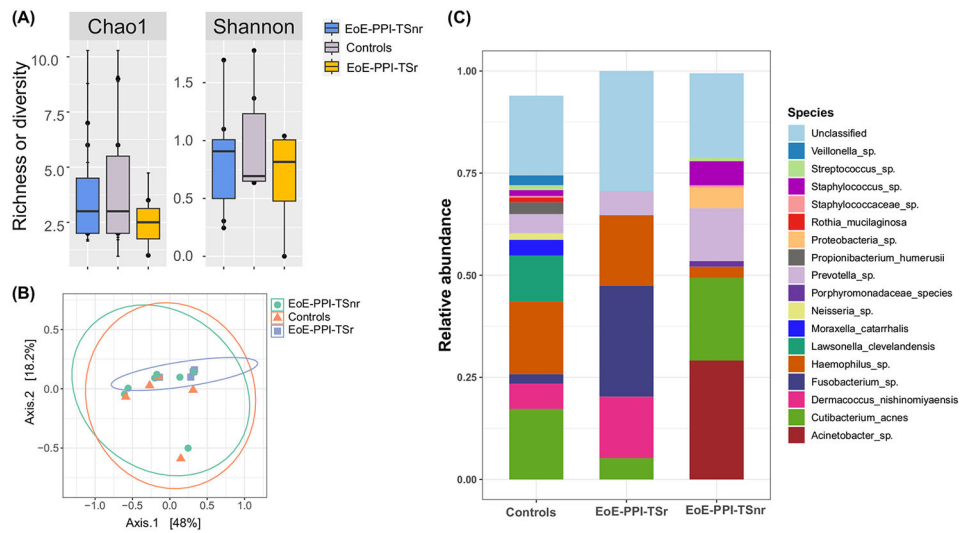 (A)
Chao1
Shannon
EoE-PPI-TSnr
Controls
EoE-PPI-TSr
Richness or diversity
10.0
7.5
5.0
2.5
1.5
1.0
0.5
0.0
(B)
EoE-PPI-TSnr
Controls
EoE-PPI-TSr
Axis.2 [18.2%]
0.5
0.0
−0.5
−1.0
−0.5
0.0
0.5
1.0
Axis.1 [48%]
(C)
Relative abundance
1.00
0.75
0.50
0.25
0.00
Controls
EoE-PPI-TSr
EoE-PPI-TSnr
Species
Unclassified
Veillonella_sp.
Streptococcus_sp.
Staphylococcus_sp.
Staphylococcaceae_sp.
Rothia_mucilaginosa
Proteobacteria_sp.
Propionibacterium_humerusii
Prevotella_sp.
Porphyromonadaceae_species
Neisseria_sp.
Moraxella_catarrhalis
Lawsonella_clevelandensis
Haemophilus_sp.
Fusobacterium_sp.
Dermacoccus_nishinomiyaensis
Cutibacterium_acnes
Acinetobacter_sp.